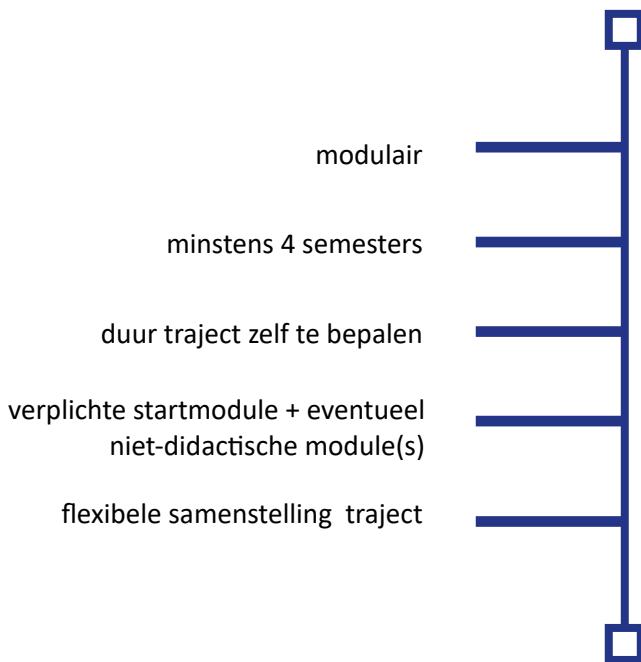 modulair
minstens 4 semesters
duur traject zelf te bepalen
verplichte startmodule + eventueel
niet-didactische module(s)
flexibele samenstelling traject